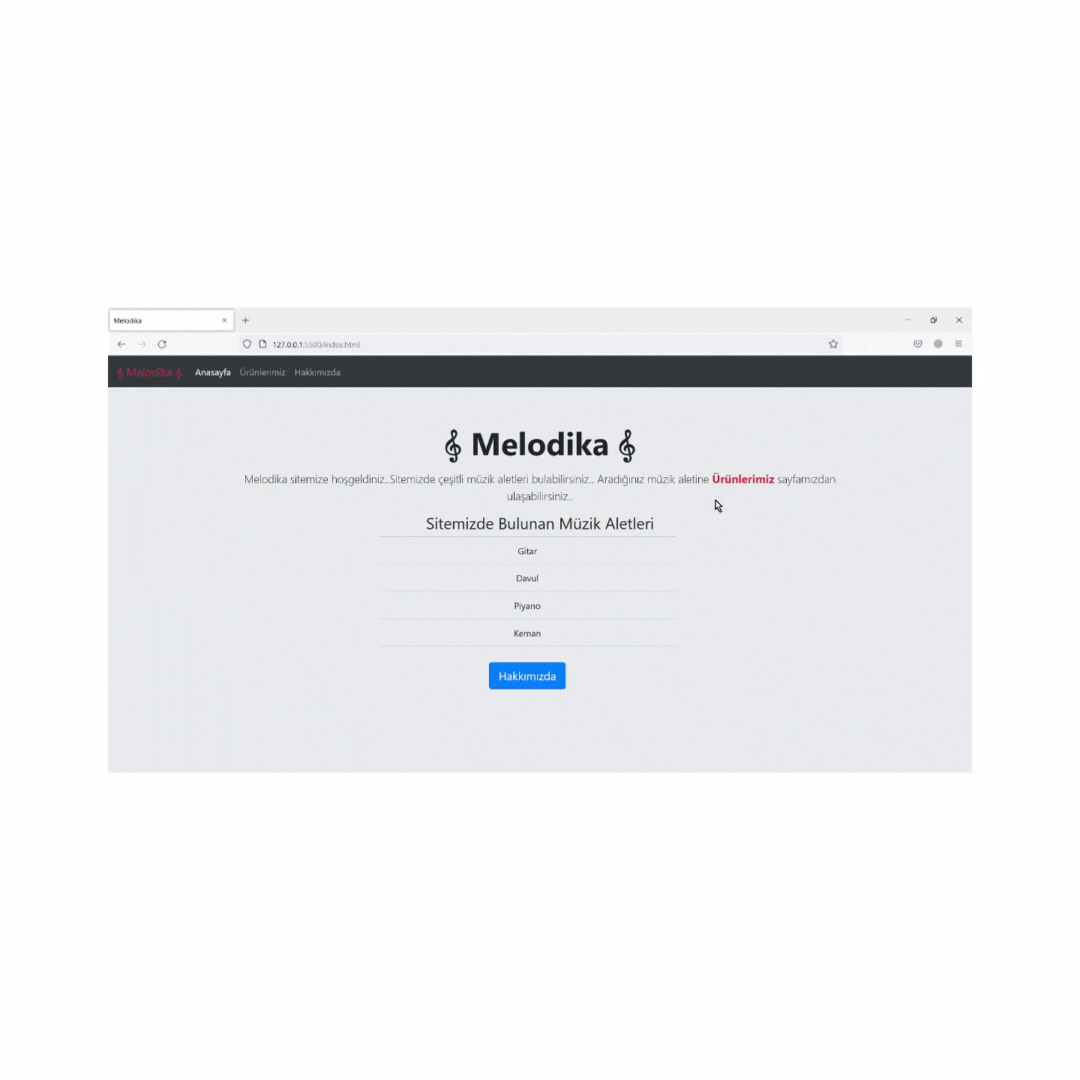 Melodika
127.0.0.1:5500/index.html
Melodika Anasayfa Ürünlerimiz Hakkımızda
Melodika
Melodika sitemize hoşgeldiniz..Sitemizde çeşitli müzik aletleri bulabilirsiniz.. Aradığınız müzik aletine Ürünlerimiz sayfamızdan
ulaşabilirsiniz..
Sitemizde Bulunan Müzik Aletleri
Gitar
Davul
Piyano
Keman
Hakkımızda